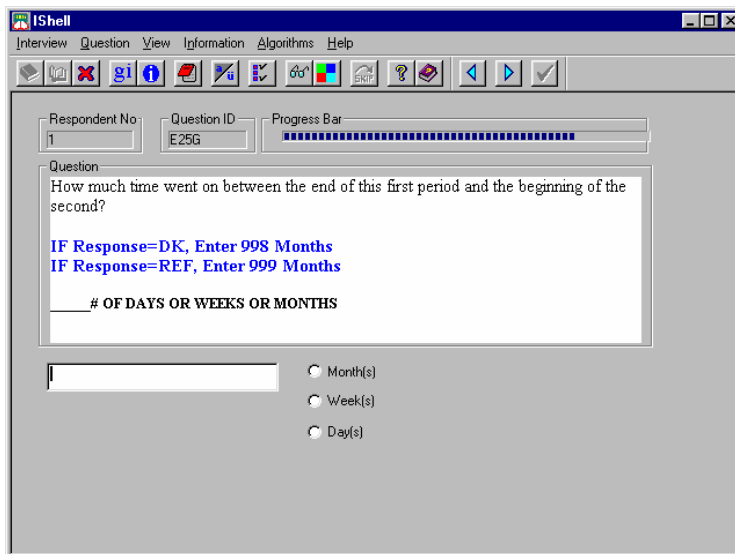 IShell
Interview Question View Information Algorithms Help
gi i a/ü SKIP ?
Respondent No Question ID Progress Bar
1 E25G
Question
How much time went on between the end of this first period and the beginning of the
second?
IF Response=DK, Enter 998 Months
IF Response=REF, Enter 999 Months
_____# OF DAYS OR WEEKS OR MONTHS
Month(s)
Week(s)
Day(s)